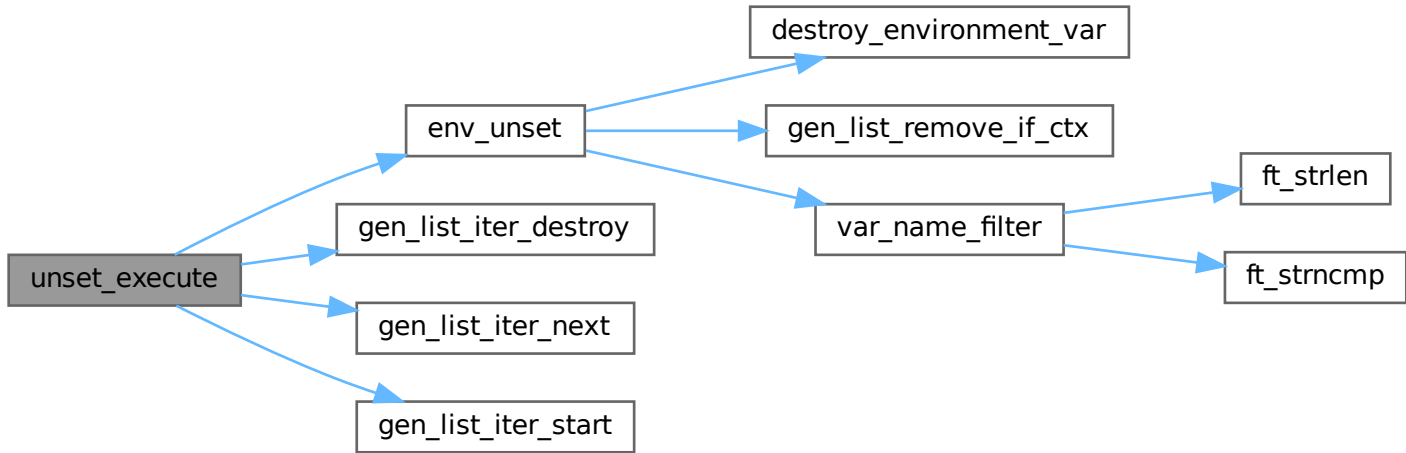 destroy_environment_var
env_unset
gen_list_remove_if_ctx
ft_strlen
gen_list_iter_destroy
var_name_filter
unset_execute
ft_strncmp
gen_list_iter_next
gen_list_iter_start